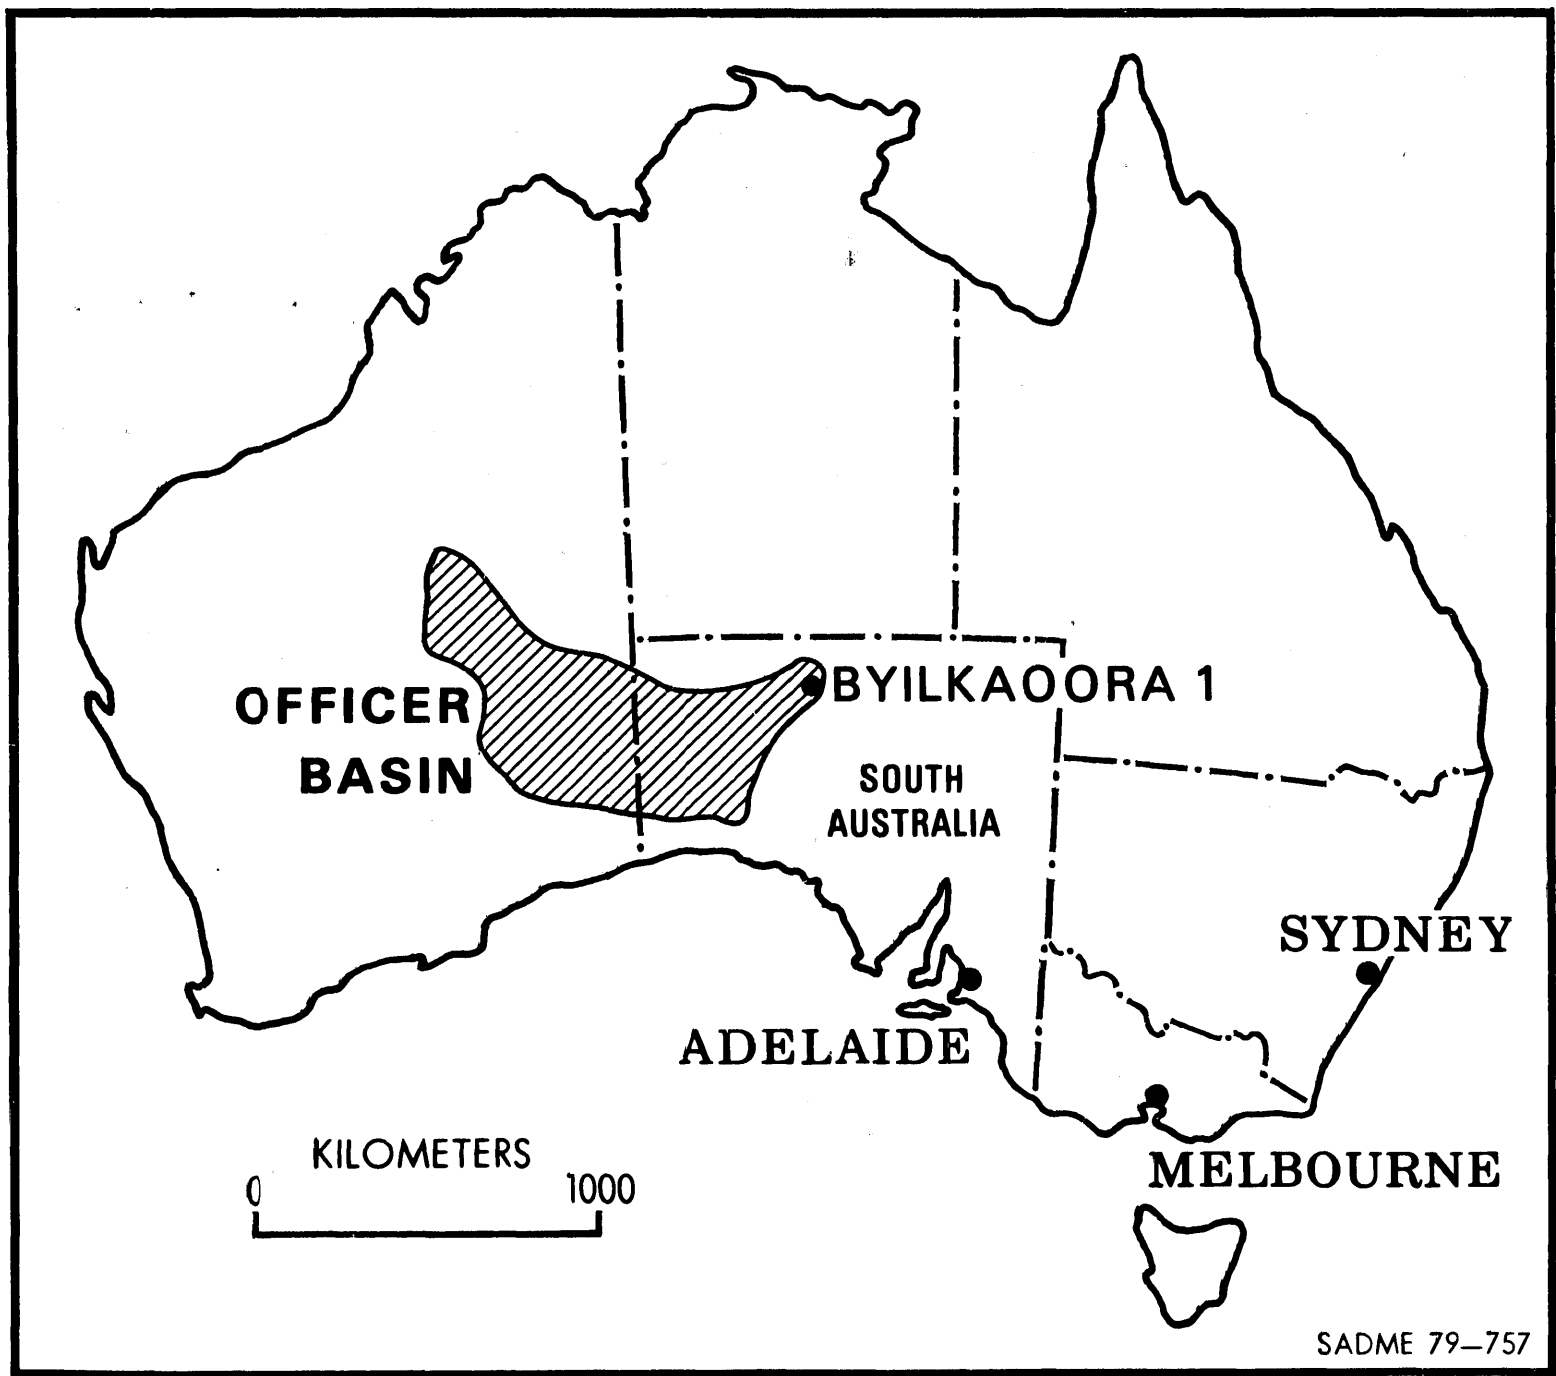 BYILKAOORA 1
OFFICER
BASIN
SOUTH
AUSTRALIA
SYDNEY
ADELAIDE
MELBOURNE
KILOMETERS
0 1000
SADME 79—757